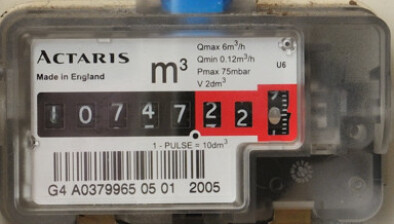 ACTARIS
Made in England
m³
Qmax 6m³/h
Qmin 0.12m³/h
Pmax 75mbar
V 2dm³
U6
1 0 7 4 7 2 2
1 - PULSE = 10dm³
G4 A0379965 05 01 2005